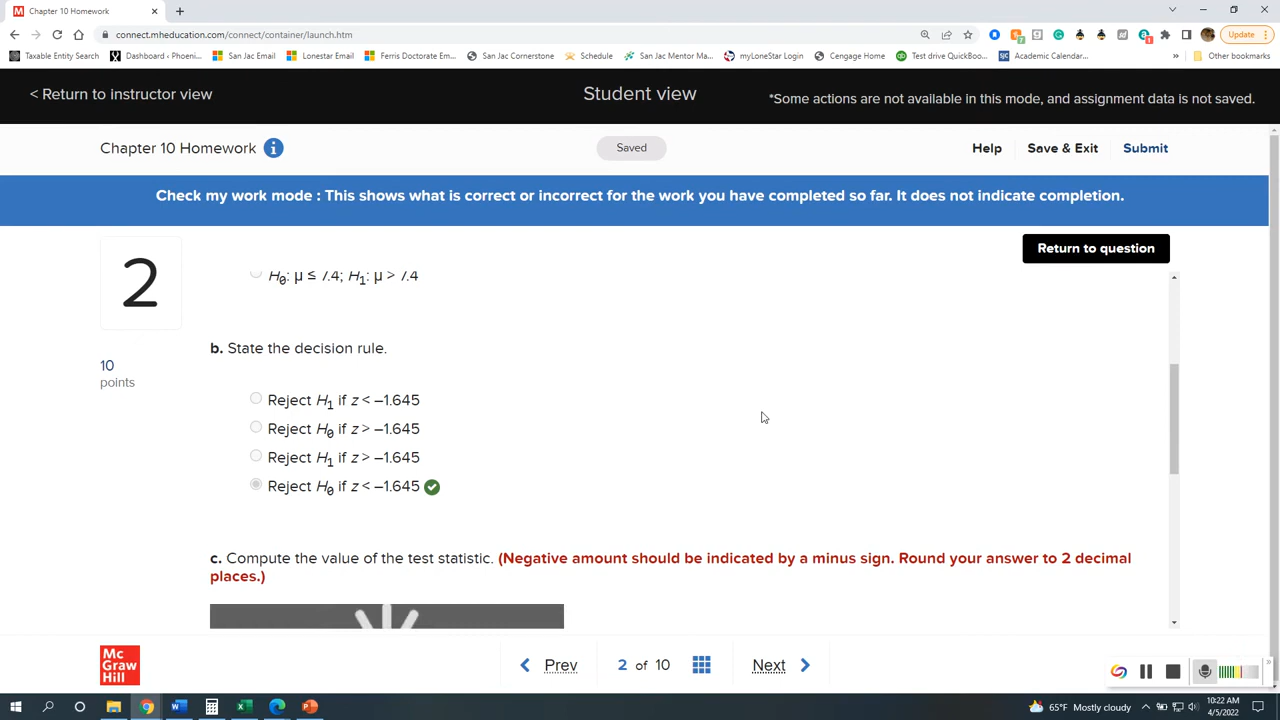 Chapter 10 Homework
connect.mheducation.com/connect/container/launch.htm
Update
Taxable Entity Search
Dashboard ‹ Phoeni...
San Jac Email
Lonestar Email
Ferris Doctorate Em...
San Jac Cornerstone
Schedule
San Jac Mentor Ma...
myLoneStar Login
Cengage Home
Test drive QuickBoo...
Academic Calendar...
»
Other bookmarks
< Return to instructor view
Student view
*Some actions are not available in this mode, and assignment data is not saved.
Chapter 10 Homework
Saved
Help
Save & Exit
Submit
Check my work mode : This shows what is correct or incorrect for the work you have completed so far. It does not indicate completion.
2
Return to question
H0: μ ≤ 7.4; H1: μ > 7.4
10
points
b. State the decision rule.
Reject H1 if z < –1.645
Reject H0 if z > –1.645
Reject H1 if z > –1.645
Reject H0 if z < –1.645
c. Compute the value of the test statistic. (Negative amount should be indicated by a minus sign. Round your answer to 2 decimal
places.)
Mc
Graw
Hill
Prev
2 of 10
Next
65°F Mostly cloudy
10:22 AM
4/5/2022